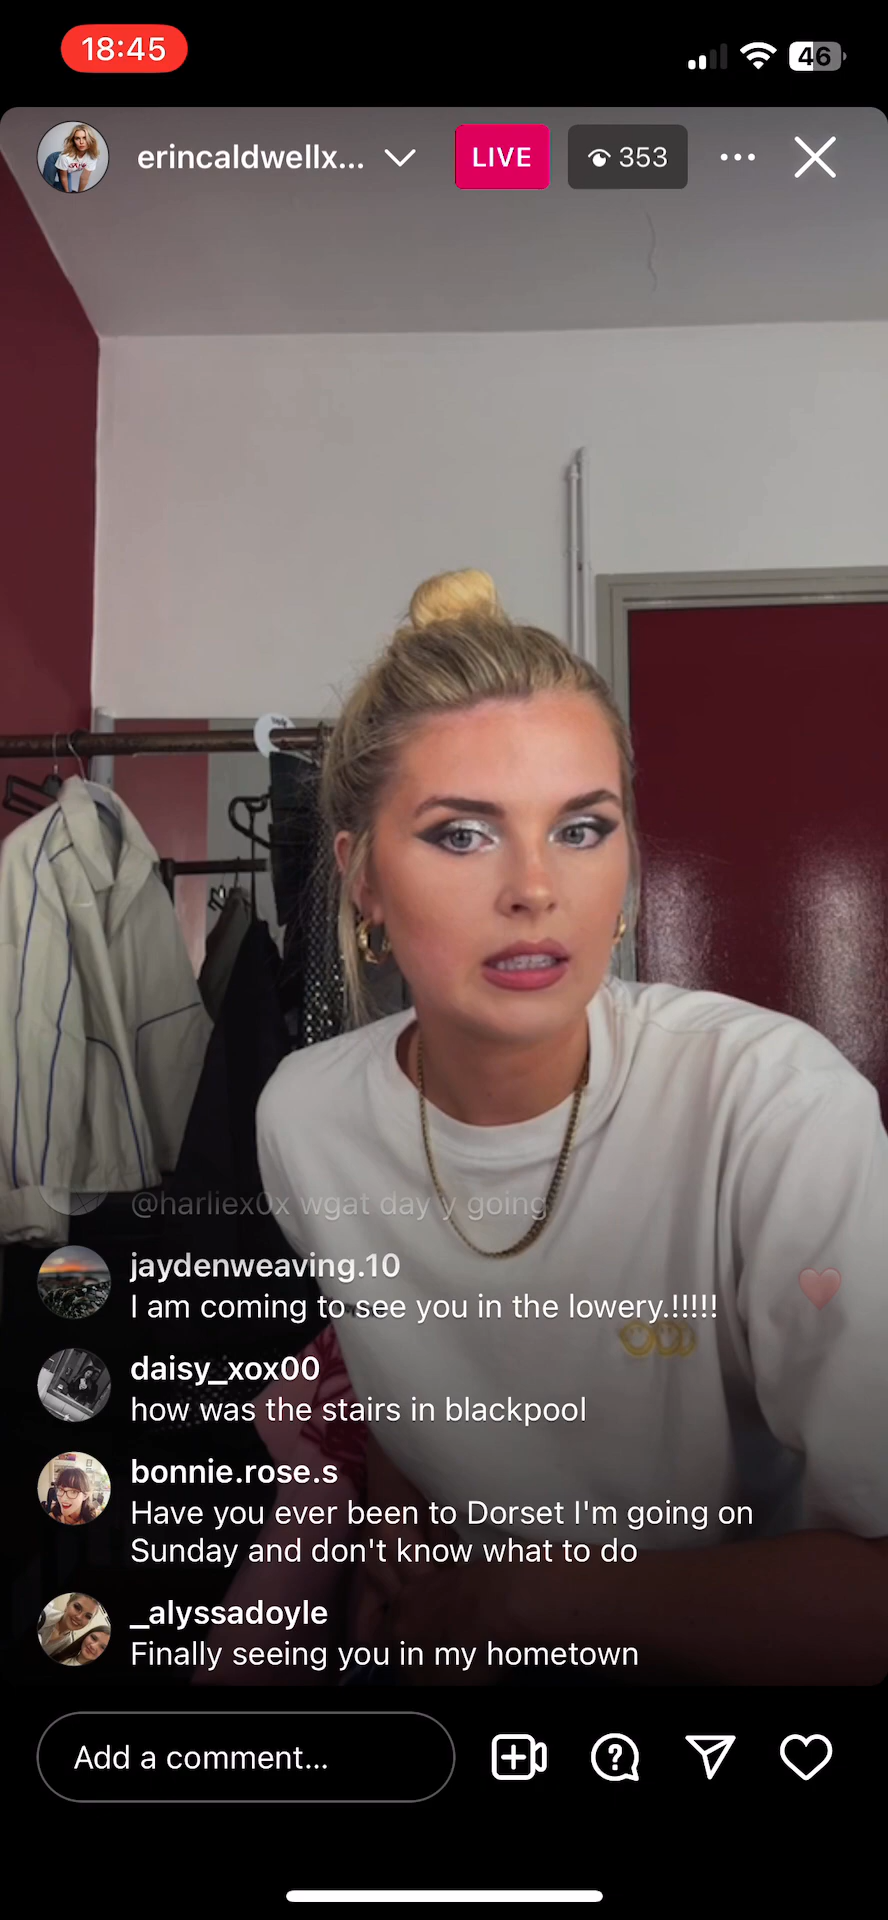 18:45
46
erincaldwellx...
LIVE
353
@harliex0x wgat day y going
jaydenweaving.10
I am coming to see you in the lowery.!!!!!
daisy_xox00
how was the stairs in blackpool
bonnie.rose.s
Have you ever been to Dorset I'm going on
Sunday and don't know what to do
_alyssadoyle
Finally seeing you in my hometown
Add a comment...